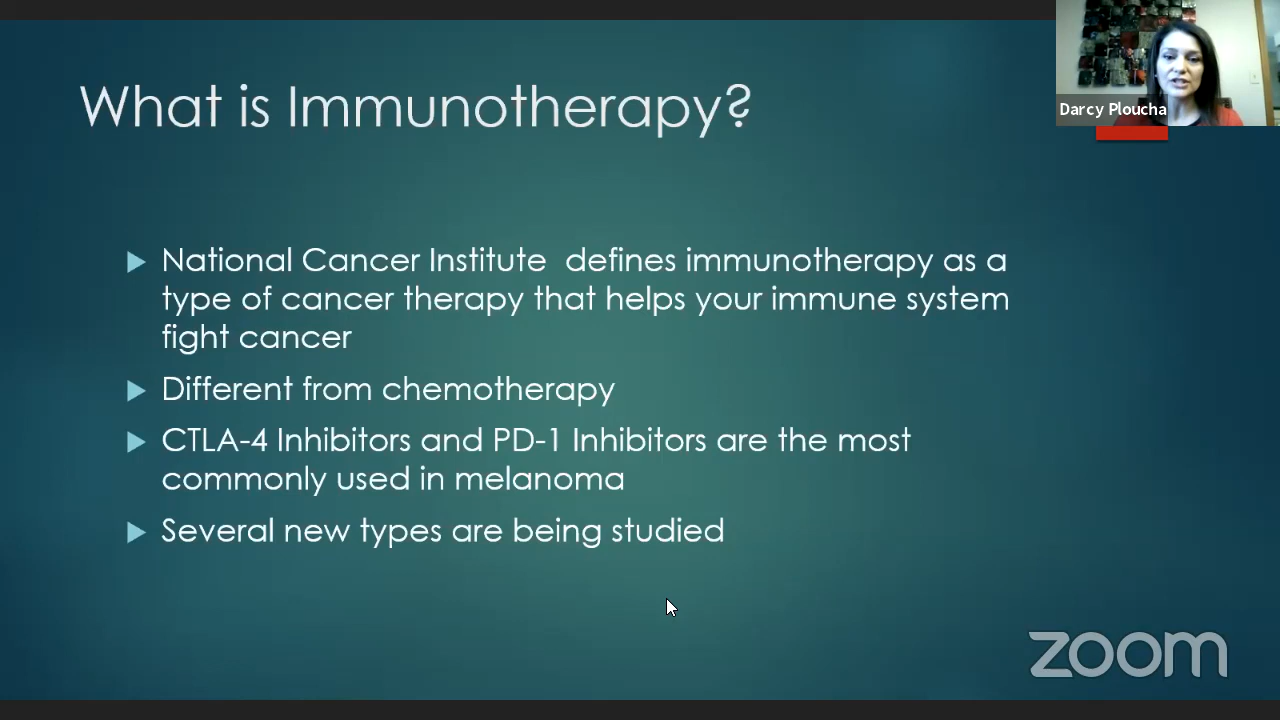 What is Immunotherapy?
Darcy Ploucha
National Cancer Institute  defines immunotherapy as a
type of cancer therapy that helps your immune system
fight cancer
Different from chemotherapy
CTLA-4 Inhibitors and PD-1 Inhibitors are the most
commonly used in melanoma
Several new types are being studied
zoom